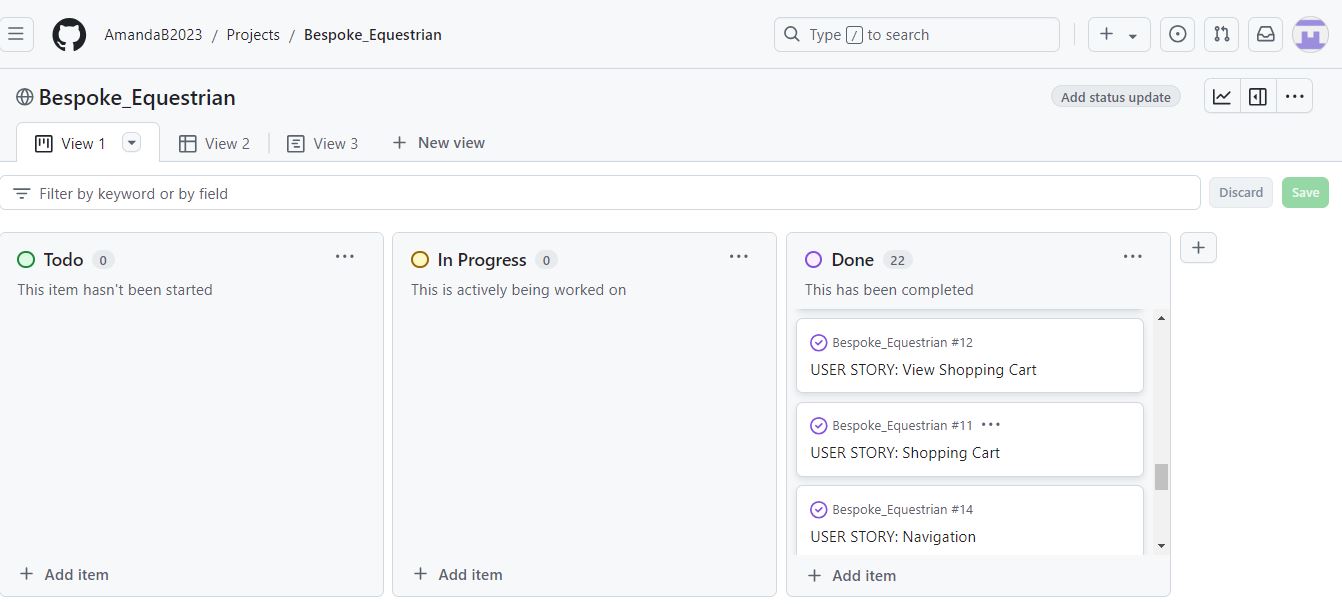 AmandaB2023 / Projects / Bespoke_Equestrian
Type / to search
Bespoke_Equestrian
Add status update
View 1
View 2
View 3
+ New view
Filter by keyword or by field
Discard
Save
Todo 0
This item hasn't been started
+ Add item
In Progress 0
This is actively being worked on
+ Add item
Done 22
This has been completed
Bespoke_Equestrian #12
USER STORY: View Shopping Cart
Bespoke_Equestrian #11
USER STORY: Shopping Cart
Bespoke_Equestrian #14
USER STORY: Navigation
+ Add item